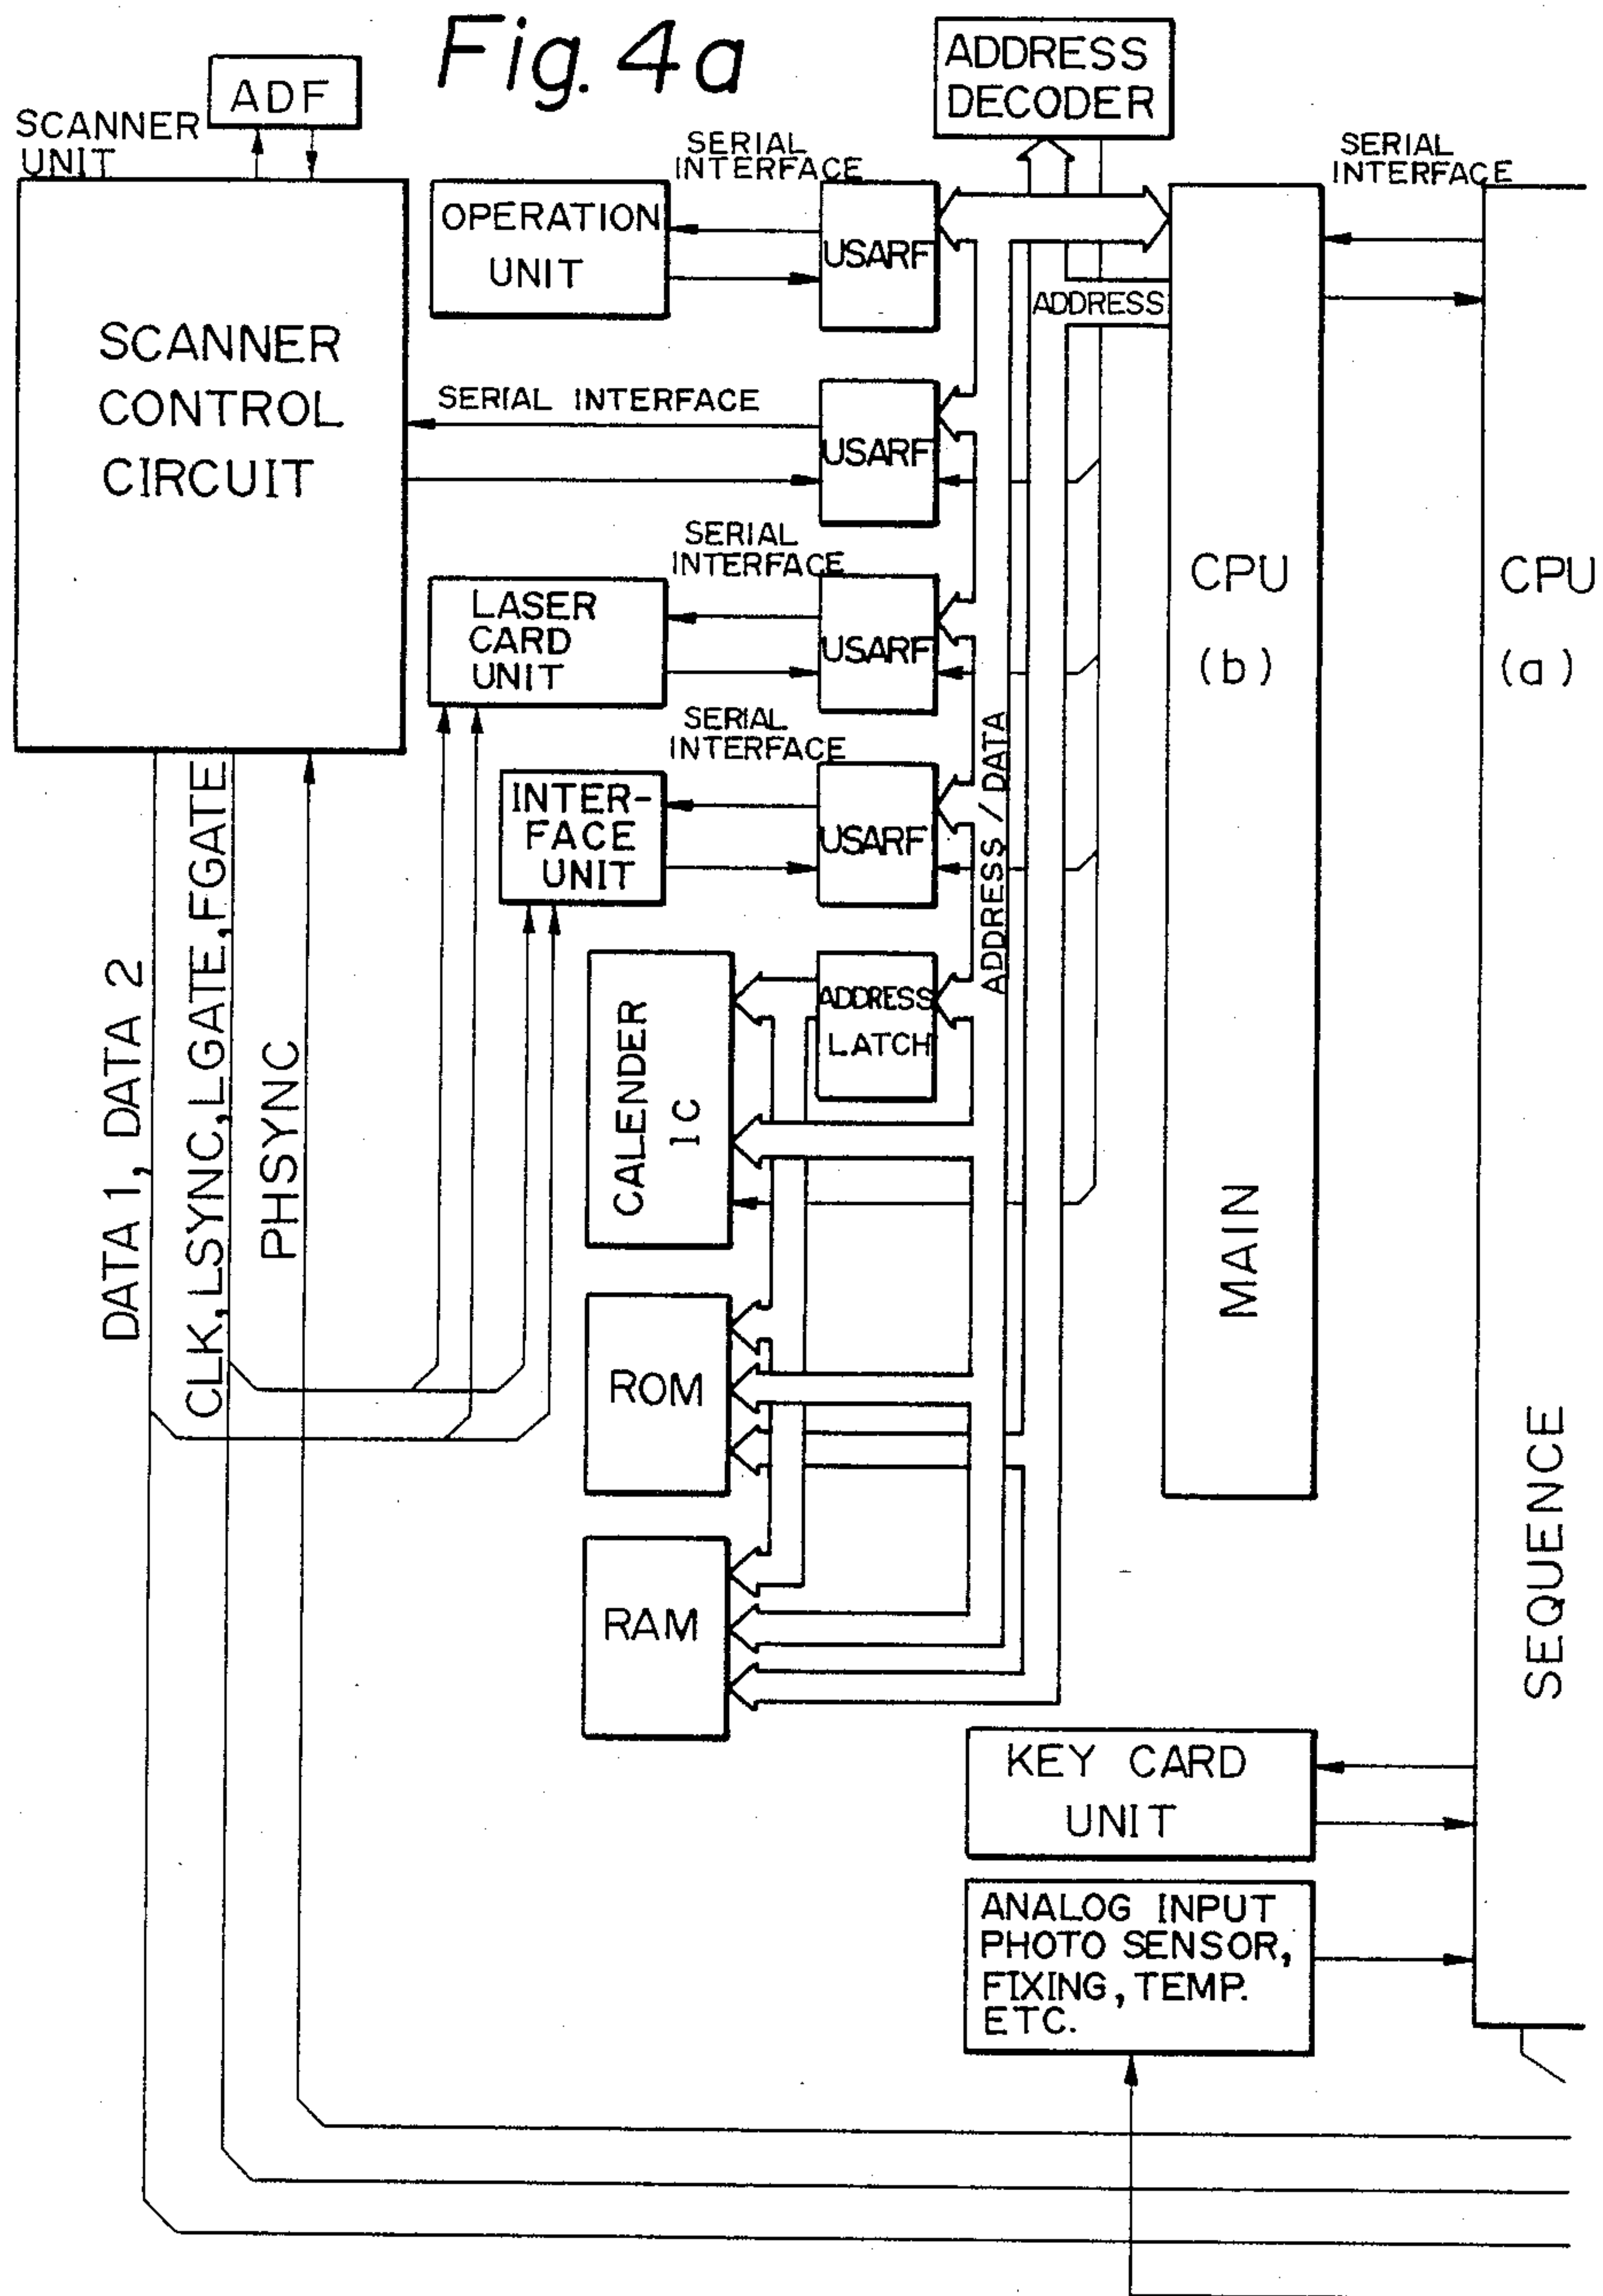 Fig. 4a
ADDRESS
DECODER
ADF
SCANNER
UNIT
SERIAL
INTERFACE
SERIAL
INTERFACE
OPERATION
UNIT
USARF
ADDRESS
SCANNER
CONTROL
CIRCUIT
SERIAL INTERFACE
USARF
SERIAL
INTERFACE
LASER
CARD
UNIT
USARF
CPU
(b)
MAIN
CPU
(a)
SEQUENCE
SERIAL
INTERFACE
INTER-
FACE
UNIT
USARF
ADDRESS / DATA
DATA 1, DATA 2
CLK, LSYNC, LGATE, FGATE
PHSYNC
CALENDER
IC
ADDRESS
LATCH
ROM
RAM
KEY CARD
UNIT
ANALOG INPUT
PHOTO SENSOR,
FIXING, TEMP.
ETC.